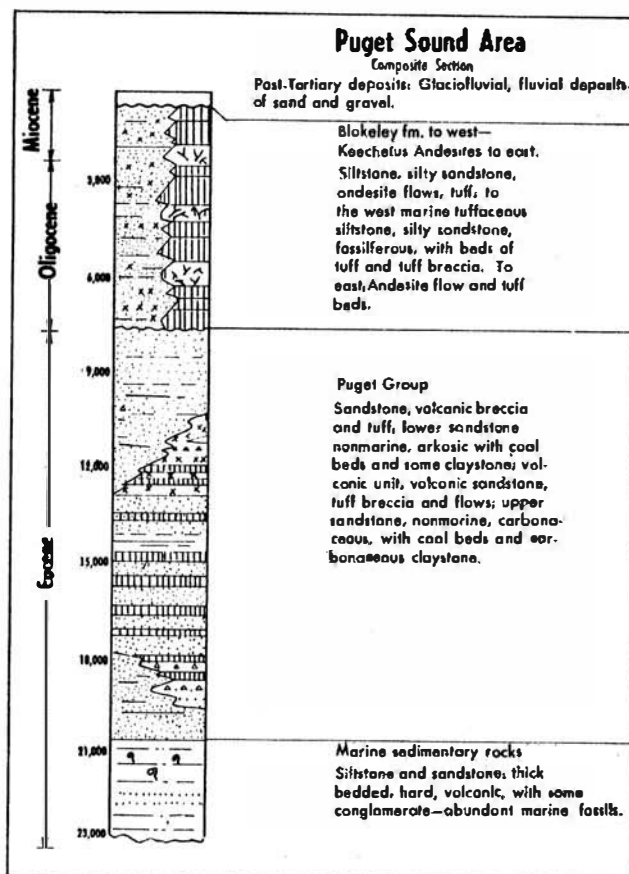 Puget Sound Area
Composite Section
Post-Tertiary deposits: Glaciofluvial, fluvial deposits
of sand and gravel.
Blakeley fm. to west—
Keechelus Andesites to east.
Siltstone, silty sandstone,
andesite flows, tuff, to
the west marine tuffaceous
siltstone, silty sandstone,
fossilferous, with beds of
tuff and tuff breccia. To
east, Andesite flow and tuff
beds.
Puget Group
Sandstone, volcanic breccia
and tuff, lower sandstone
nonmarine, arkosic with coal
beds and some claystone; vol-
canic unit, volcanic sandstone,
tuff breccia and flows; upper
sandstone, nonmarine, carbona-
ceous, with coal beds and car-
bonaseous claystone.
Marine sedimentary rocks
Siltstone and sandstone; thick
bedded, hard, volcanic, with some
conglomerate—abundant marine fossils.
Miocene
Oligocene
Eocene
3,000
6,000
9,000
12,000
15,000
18,000
21,000
23,000